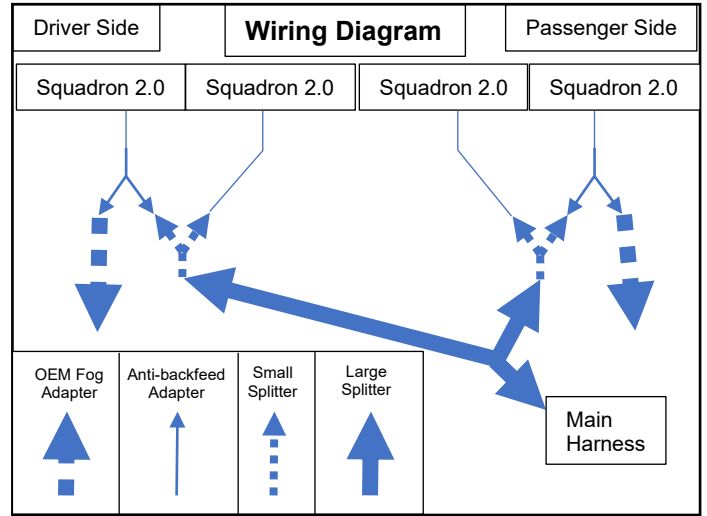 Driver Side
Wiring Diagram
Passenger Side
Squadron 2.0
Squadron 2.0
Squadron 2.0
Squadron 2.0
OEM Fog
Adapter
Anti-backfeed
Adapter
Small
Splitter
Large
Splitter
Main
Harness